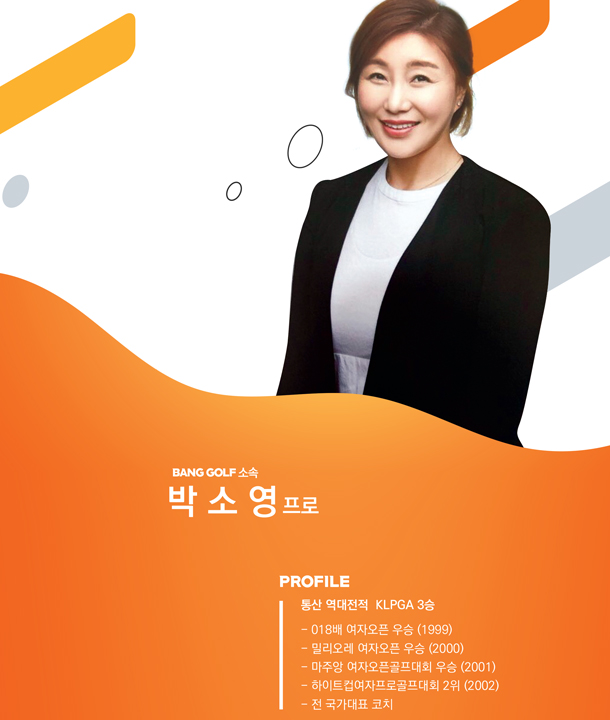 BANG GOLF 소속
박소영 프로
PROFILE
통산 역대전적 KLPGA 3승
- 018배 여자오픈 우승 (1999)
- 밀리오레 여자오픈 우승 (2000)
- 마주앙 여자오픈골프대회 우승 (2001)
- 하이트컵여자프로골프대회 2위 (2002)
- 전 국가대표 코치